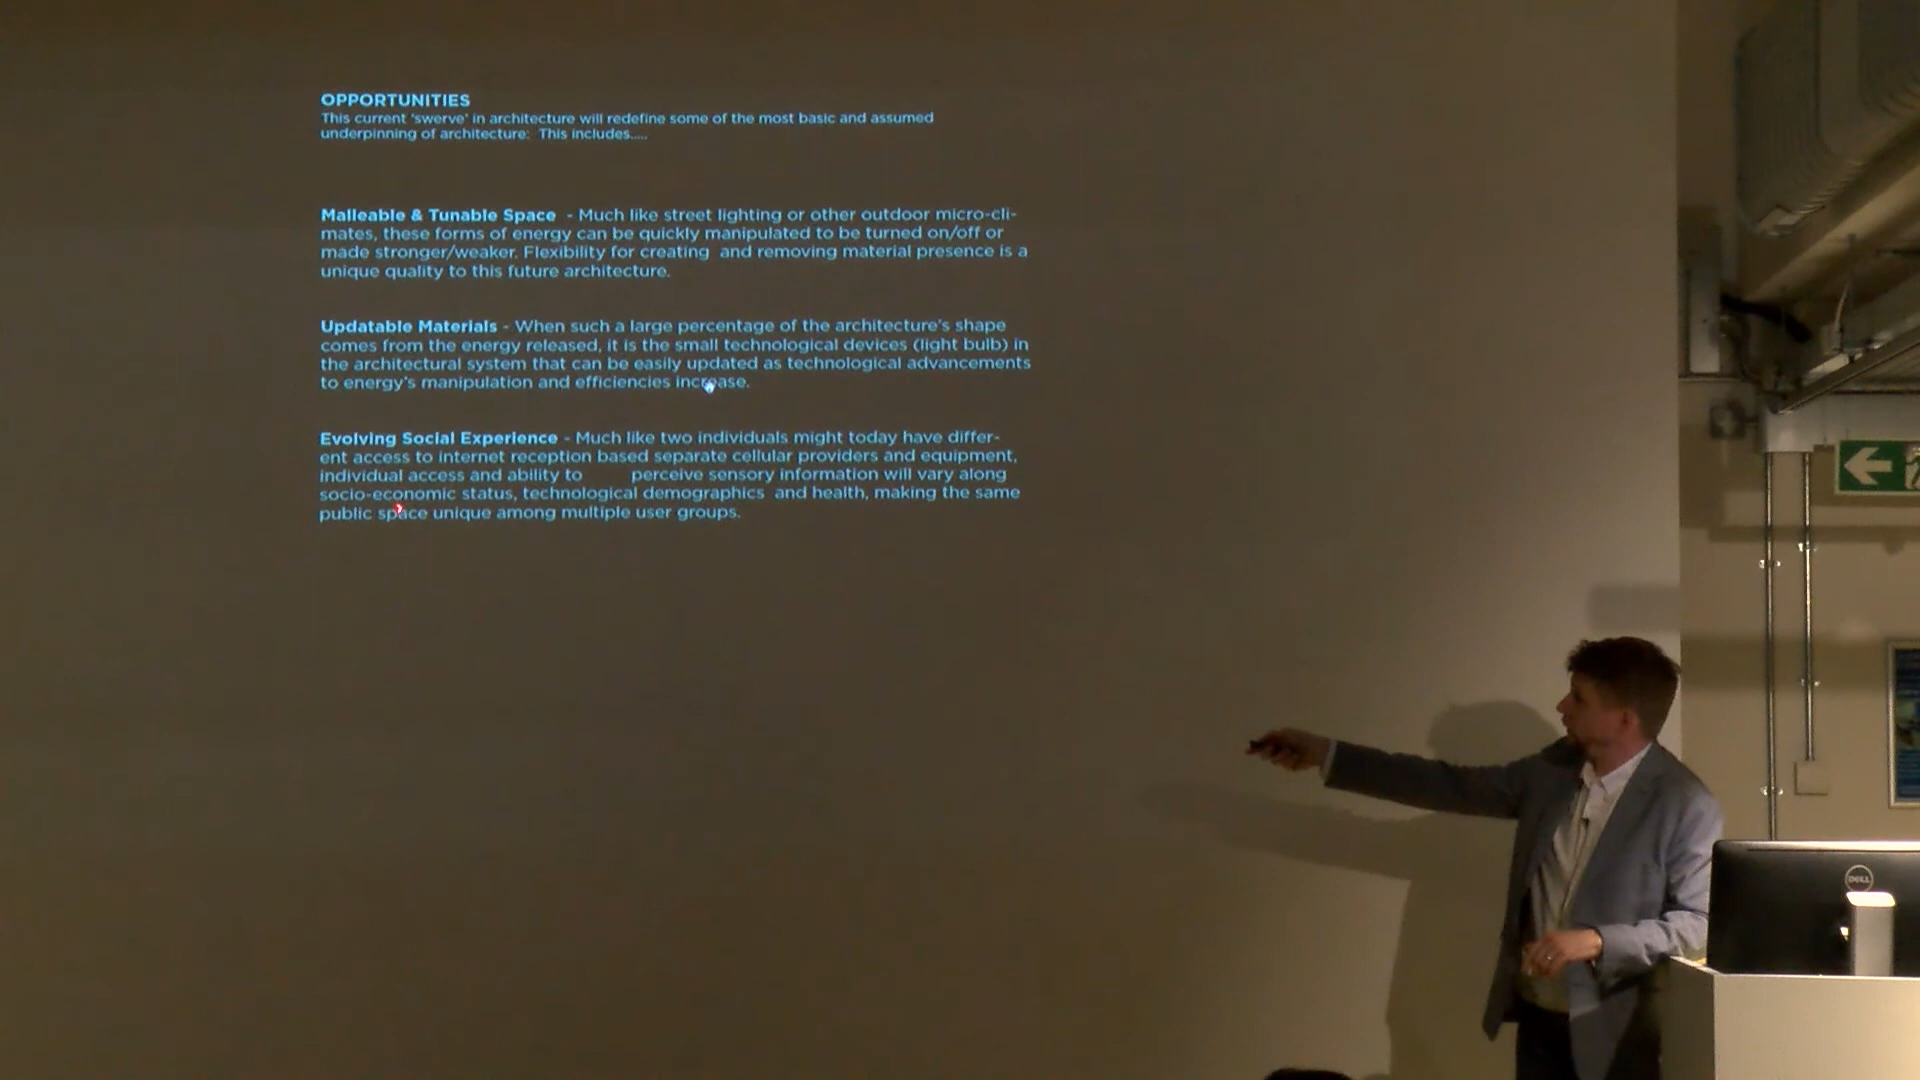 OPPORTUNITIES
This current 'swerve' in architecture will redefine some of the most basic and assumed
underpinning of architecture:  This includes.....
Malleable & Tunable Space  - Much like street lighting or other outdoor micro-cli-
mates, these forms of energy can be quickly manipulated to be turned on/off or
made stronger/weaker. Flexibility for creating  and removing material presence is a
unique quality to this future architecture.
Updatable Materials - When such a large percentage of the architecture's shape
comes from the energy released, it is the small technological devices (light bulb) in
the architectural system that can be easily updated as technological advancements
to energy's manipulation and efficiencies increase.
Evolving Social Experience - Much like two individuals might today have differ-
ent access to internet reception based separate cellular providers and equipment,
individual access and ability to perceive sensory information will vary along
socio-economic status, technological demographics  and health, making the same
public space unique among multiple user groups.
DELL